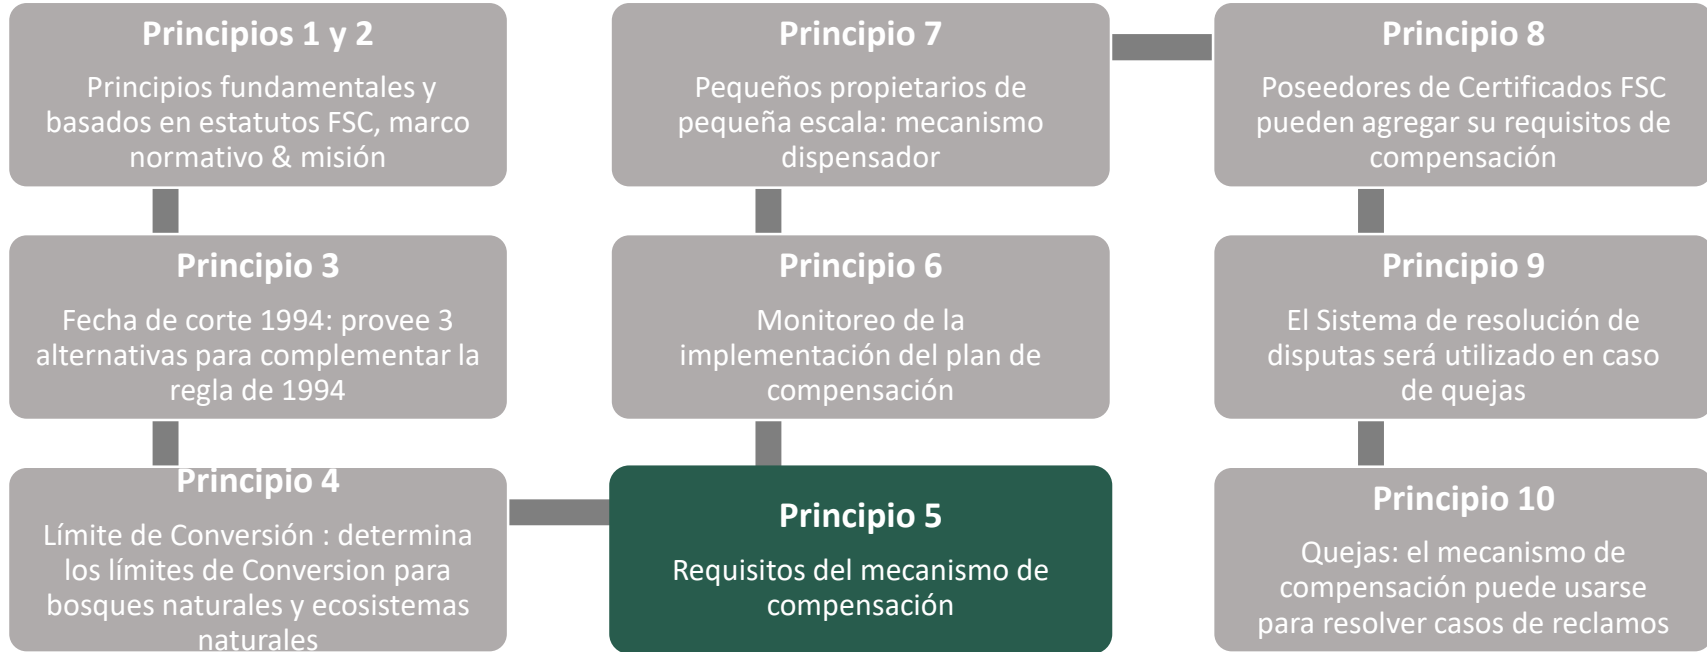 Principios 1 y 2
Principios fundamentales y
basados en estatutos FSC, marco
normativo & misión
Principio 3
Fecha de corte 1994: provee 3
alternativas para complementar la
regla de 1994
Principio 4
Límite de Conversión : determina
los límites de Conversion para
bosques naturales y ecosistemas
naturales
Principio 5
Requisitos del mecanismo de
compensación
Principio 6
Monitoreo de la
implementación del plan de
compensación
Principio 7
Pequeños propietarios de
pequeña escala: mecanismo
dispensador
Principio 8
Poseedores de Certificados FSC
pueden agregar su requisitos de
compensación
Principio 9
El Sistema de resolución de
disputas será utilizado en caso
de quejas
Principio 10
Quejas: el mecanismo de
compensación puede usarse
para resolver casos de reclamos